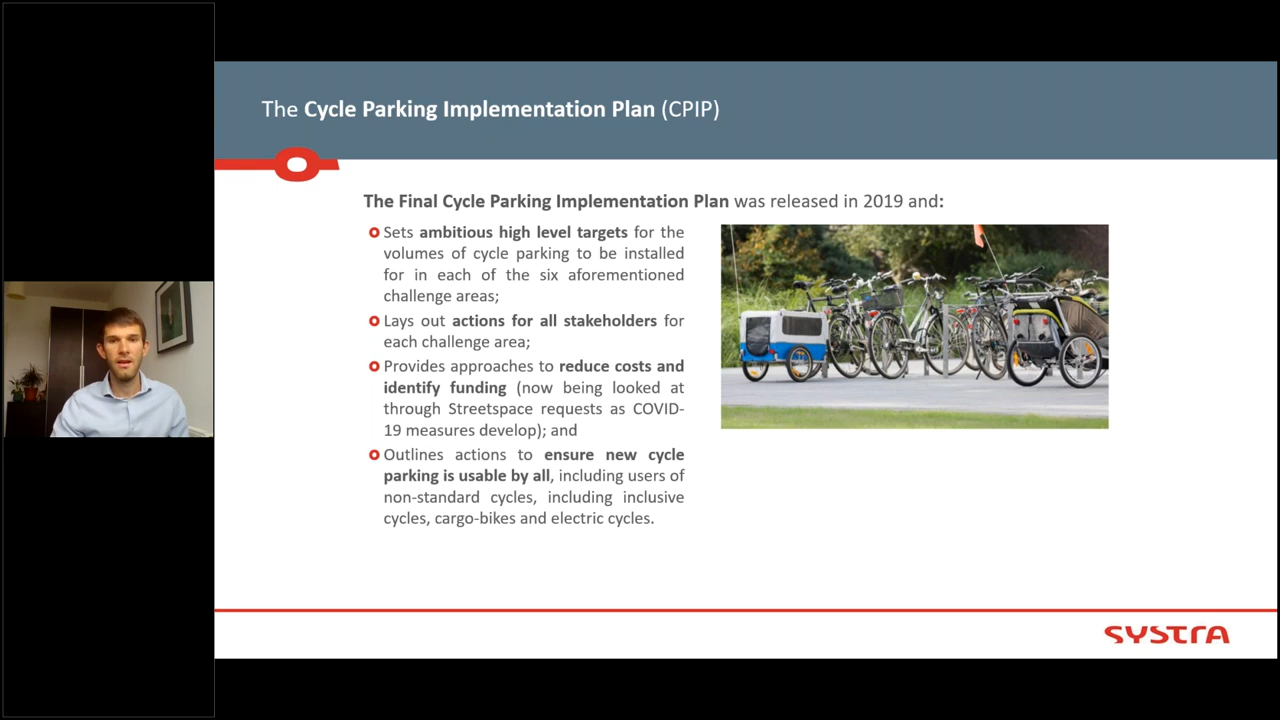 The Cycle Parking Implementation Plan (CPIP)
The Final Cycle Parking Implementation Plan was released in 2019 and:
Sets ambitious high level targets for the
volumes of cycle parking to be installed
for in each of the six aforementioned
challenge areas;
Lays out actions for all stakeholders for
each challenge area;
Provides approaches to reduce costs and
identify funding (now being looked at
through Streetspace requests as COVID-
19 measures develop); and
Outlines actions to ensure new cycle
parking is usable by all, including users of
non-standard cycles, including inclusive
cycles, cargo-bikes and electric cycles.
SYSTRA